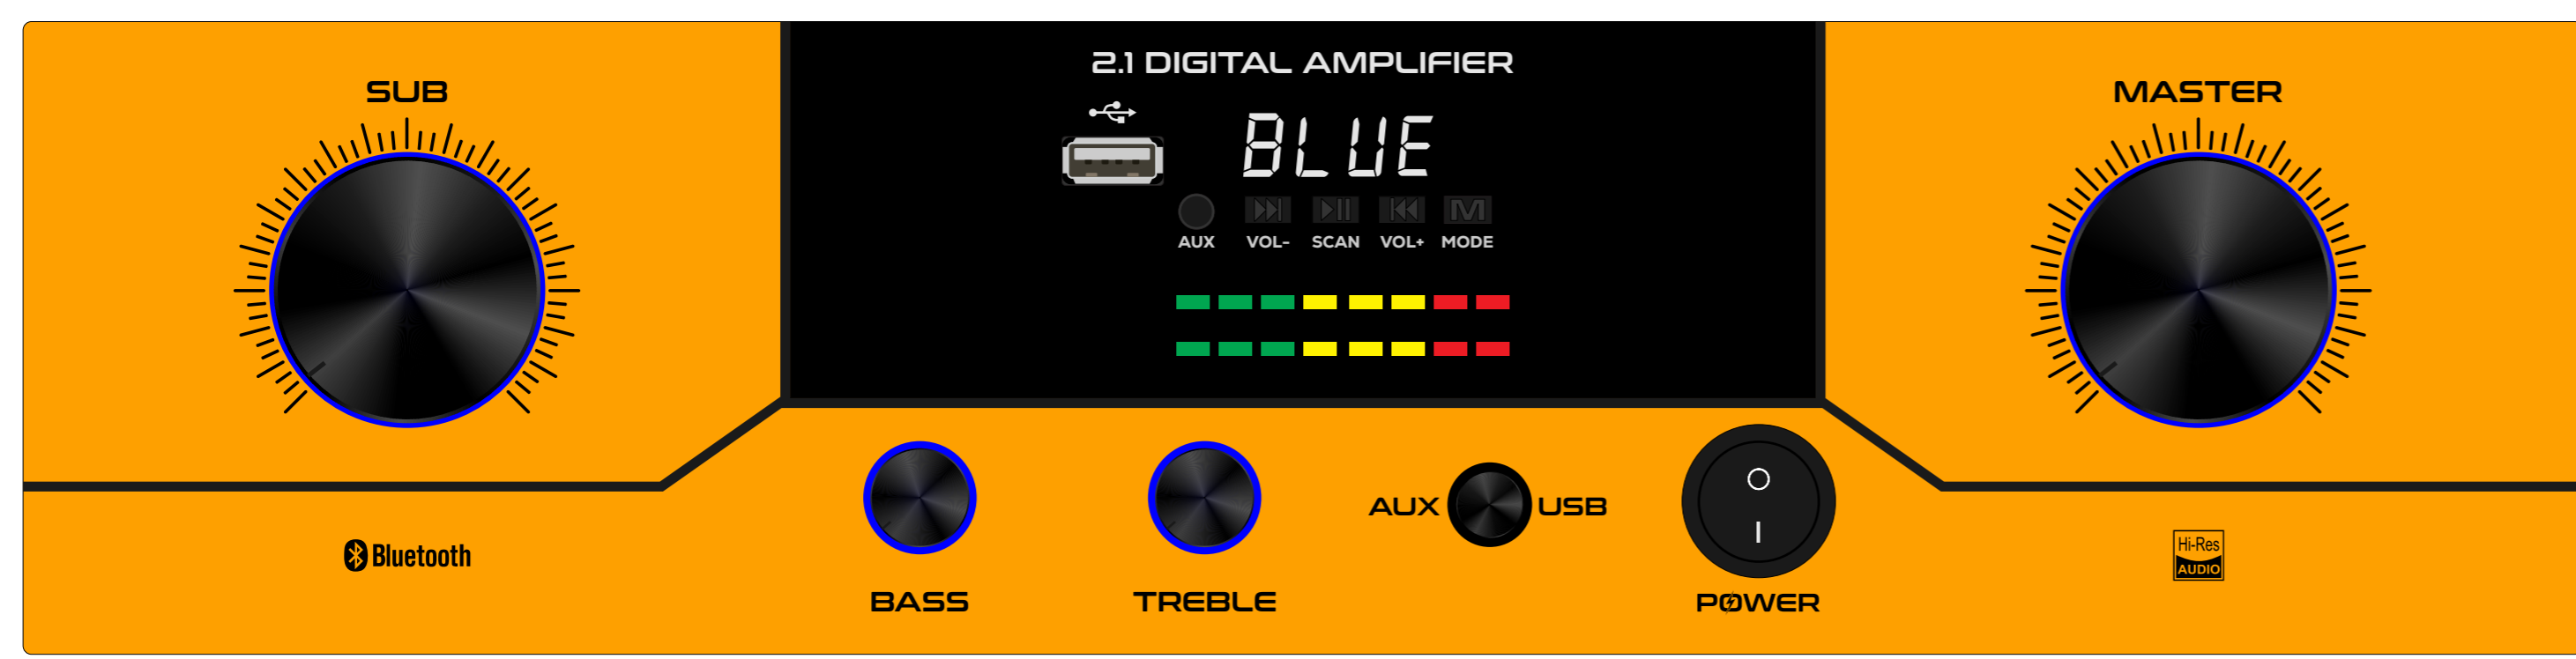 SUB
2.1 DIGITAL AMPLIFIER
MASTER
BLUE
M
AUX VOL- SCAN VOL+ MODE
AUX USB
Bluetooth
Hi-Res
AUDIO
BASS TREBLE POWER